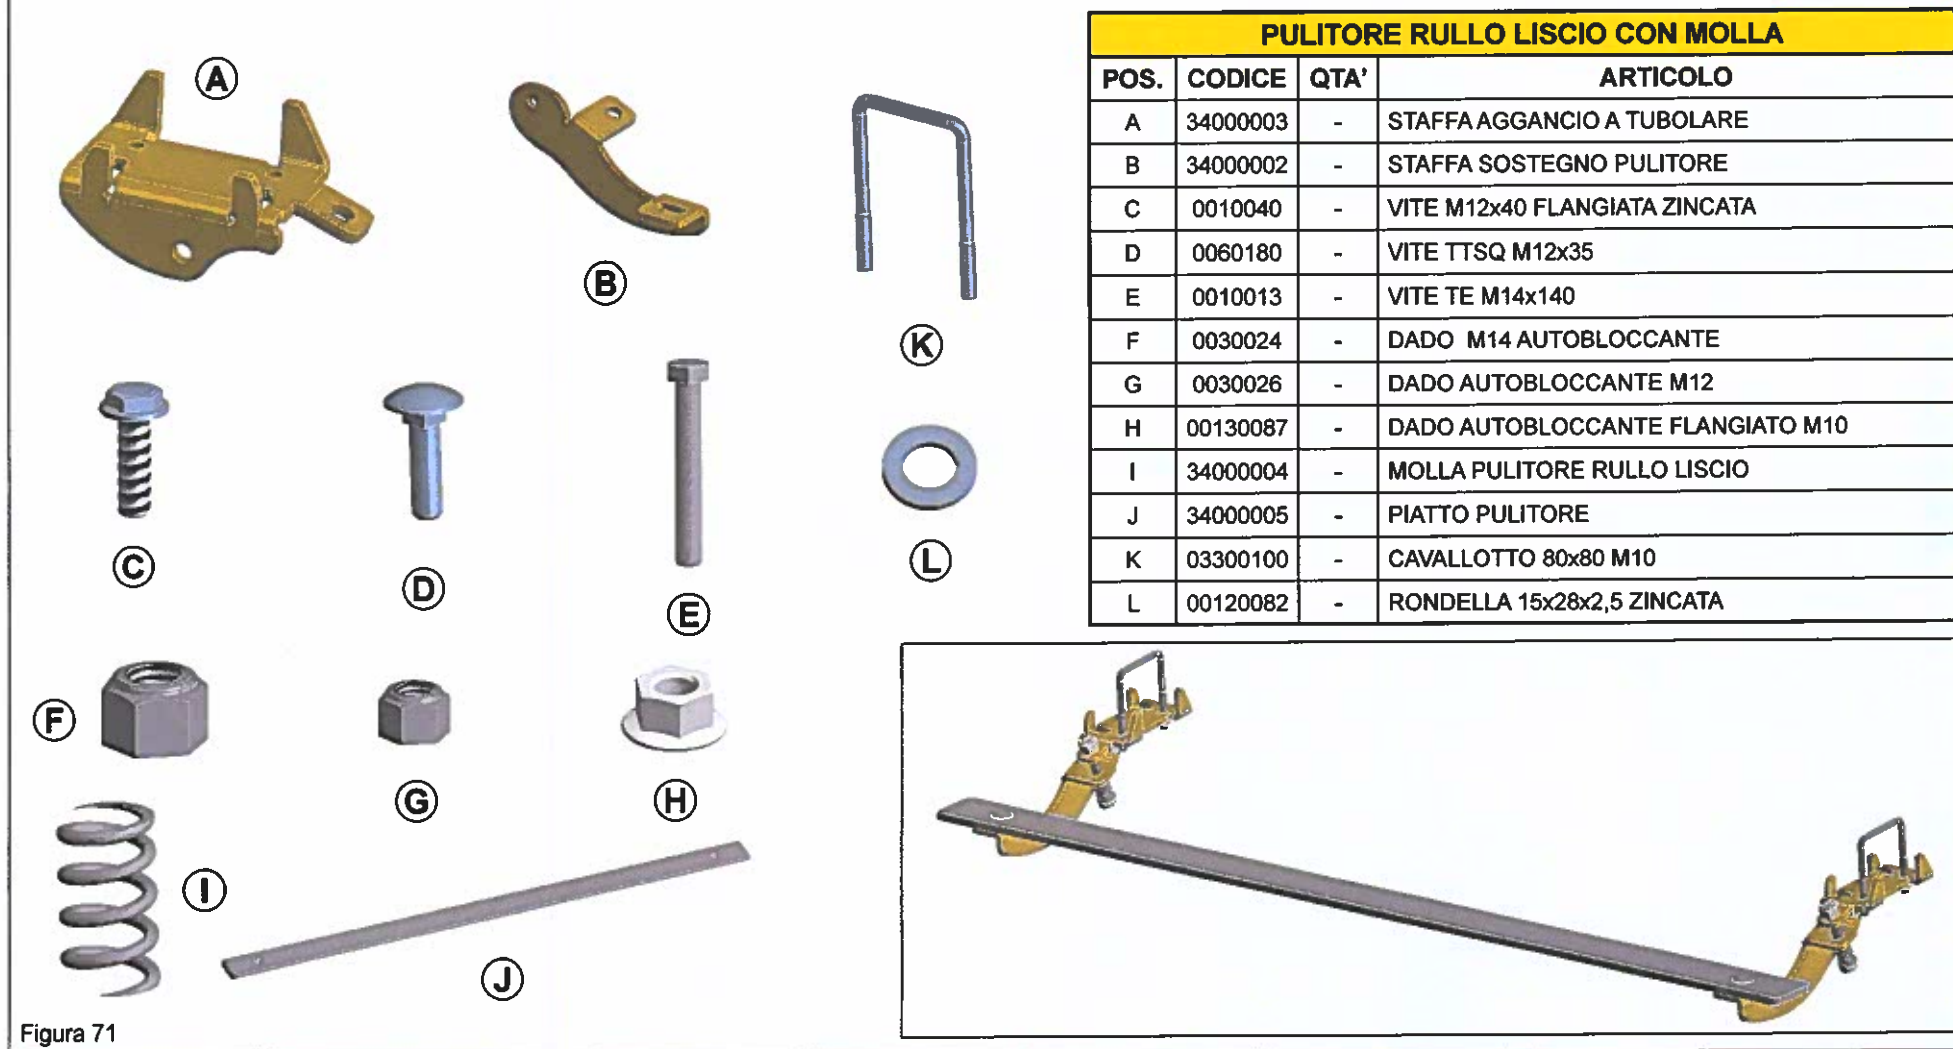 PULITORE RULLO LISCIO CON MOLLA
POS. CODICE QTA' ARTICOLO
A 34000003 - STAFFA AGGANCIO A TUBOLARE
B 34000002 - STAFFA SOSTEGNO PULITORE
C 0010040 - VITE M12x40 FLANGIATA ZINCATA
D 0060180 - VITE TTSQ M12x35
E 0010013 - VITE TE M14x140
F 0030024 - DADO M14 AUTOBLOCCANTE
G 0030026 - DADO AUTOBLOCCANTE M12
H 00130087 - DADO AUTOBLOCCANTE FLANGIATO M10
I 34000004 - MOLLA PULITORE RULLO LISCIO
J 34000005 - PIATTO PULITORE
K 03300100 - CAVALLOTTO 80x80 M10
L 00120082 - RONDELLA 15x28x2,5 ZINCATA
A
B
K
C
D
E
L
F
G
H
I
J
Figura 71